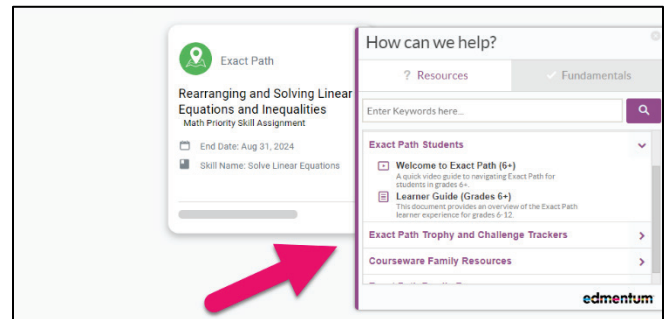 Exact Path
Rearranging and Solving Linear
Equations and Inequalities
Math Priority Skill Assignment
End Date: Aug 31, 2024
Skill Name: Solve Linear Equations
How can we help?
? Resources
Fundamentals
Enter Keywords here...
Exact Path Students
Welcome to Exact Path (6+)
A quick video guide to navigating Exact Path for
students in grades 6+.
Learner Guide (Grades 6+)
This document provides an overview of the Exact Path
learner experience for grades 6-12.
Exact Path Trophy and Challenge Trackers
Courseware Family Resources
edmentum